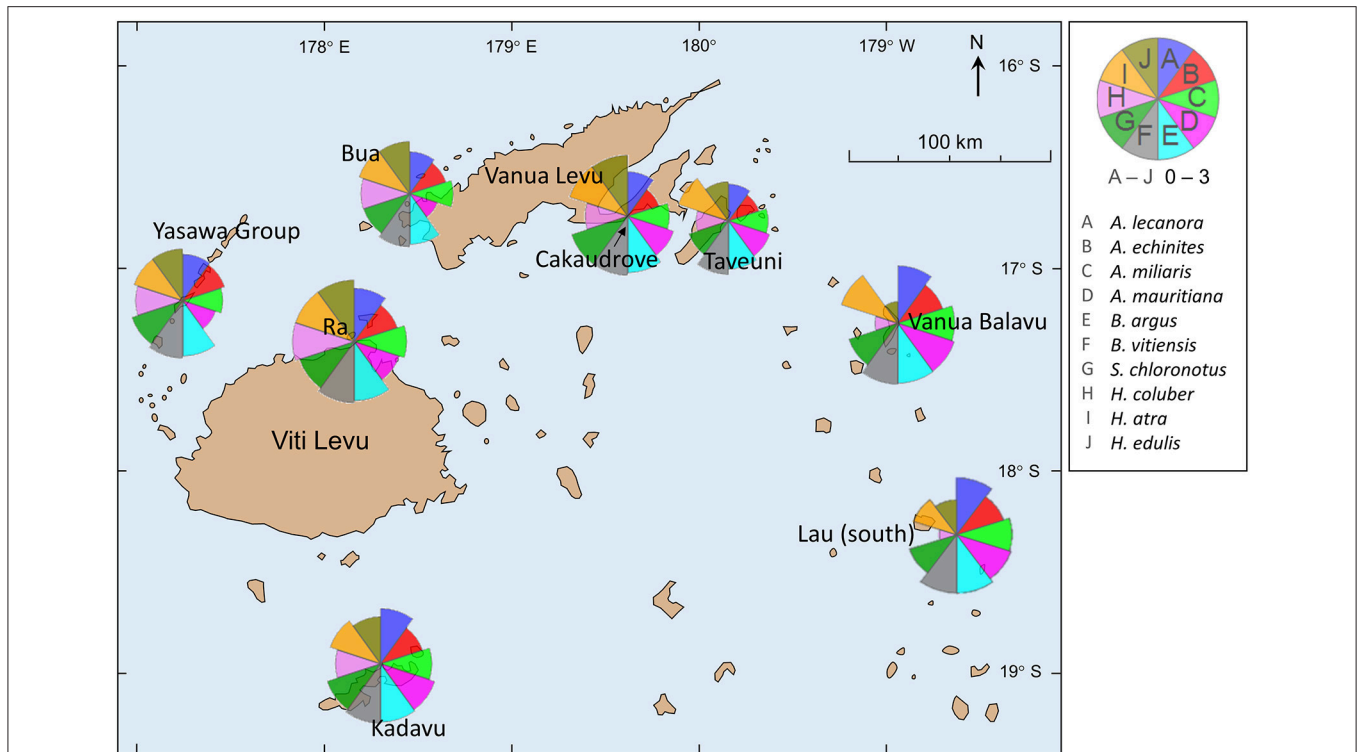 178° E
179° E
180°
179° W
N
16° S
100 km
Bua
Vanua Levu
Yasawa Group
Cakaudrove
Taveuni
17° S
Ra
Vanua Balavu
Viti Levu
18° S
Lau (south)
19° S
Kadavu
J A
I B
H C
G D
F E
A – J 0 – 3
A A. lecanora
B A. echinites
C A. miliaris
D A. mauritiana
E B. argus
F B. vitiensis
G S. chloronotus
H H. coluber
I H. atra
J H. edulis